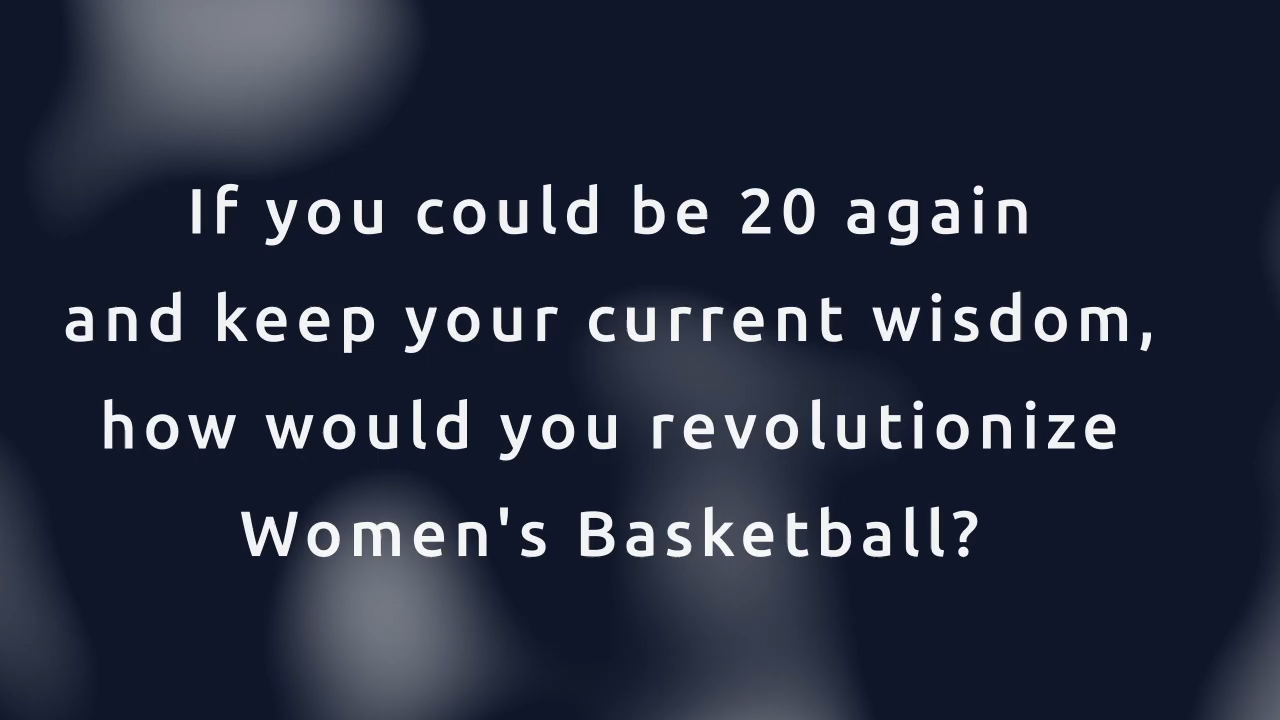 If you could be 20 again
and keep your current wisdom,
how would you revolutionize
Women's Basketball?